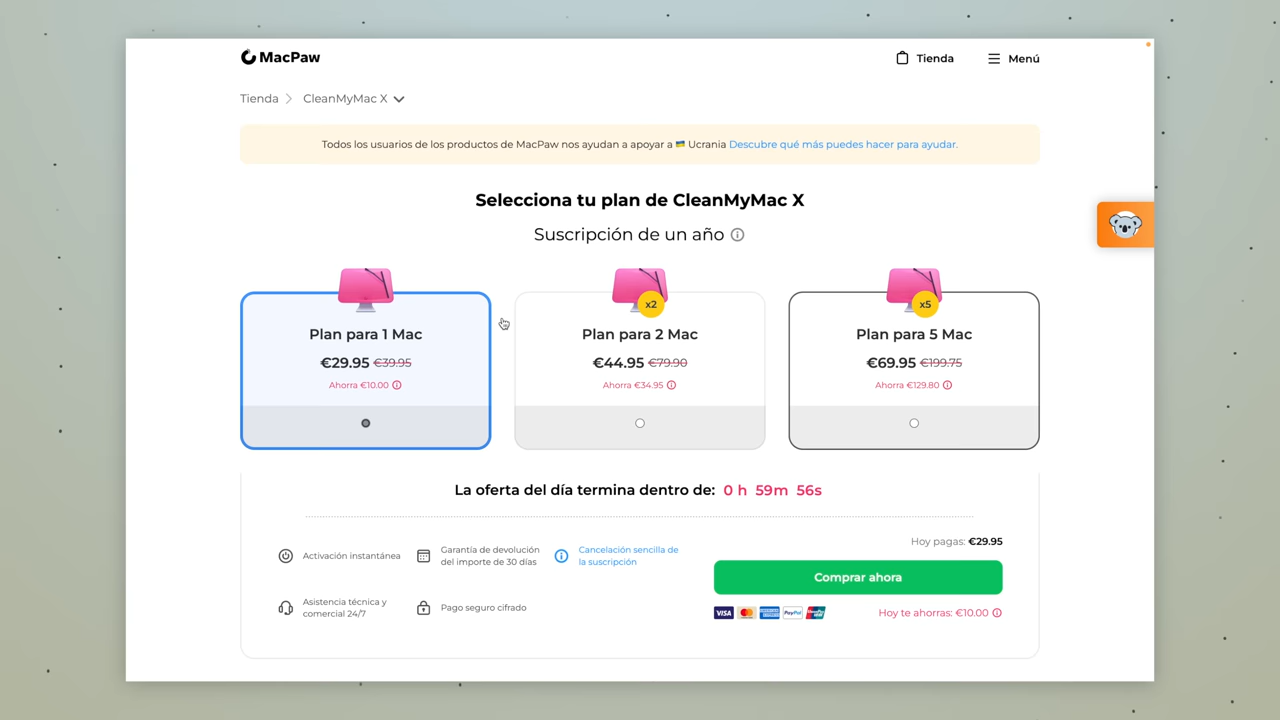 MacPaw
Tienda
Menú
Tienda
CleanMyMac X
Todos los usuarios de los productos de MacPaw nos ayudan a apoyar a 🇺🇦 Ucrania Descubre qué más puedes hacer para ayudar.
Selecciona tu plan de CleanMyMac X
Suscripción de un año
Plan para 1 Mac
€29.95 €39.95
Ahorra €10.00
x2
Plan para 2 Mac
€44.95 €79.90
Ahorra €34.95
x5
Plan para 5 Mac
€69.95 €199.75
Ahorra €129.80
La oferta del día termina dentro de: 0 h 59m 56s
Activación instantánea
Garantía de devolución
del importe de 30 días
Cancelación sencilla de
la suscripción
Asistencia técnica y
comercial 24/7
Pago seguro cifrado
Hoy pagas: €29.95
Comprar ahora
VISA
PayPal
Hoy te ahorras: €10.00